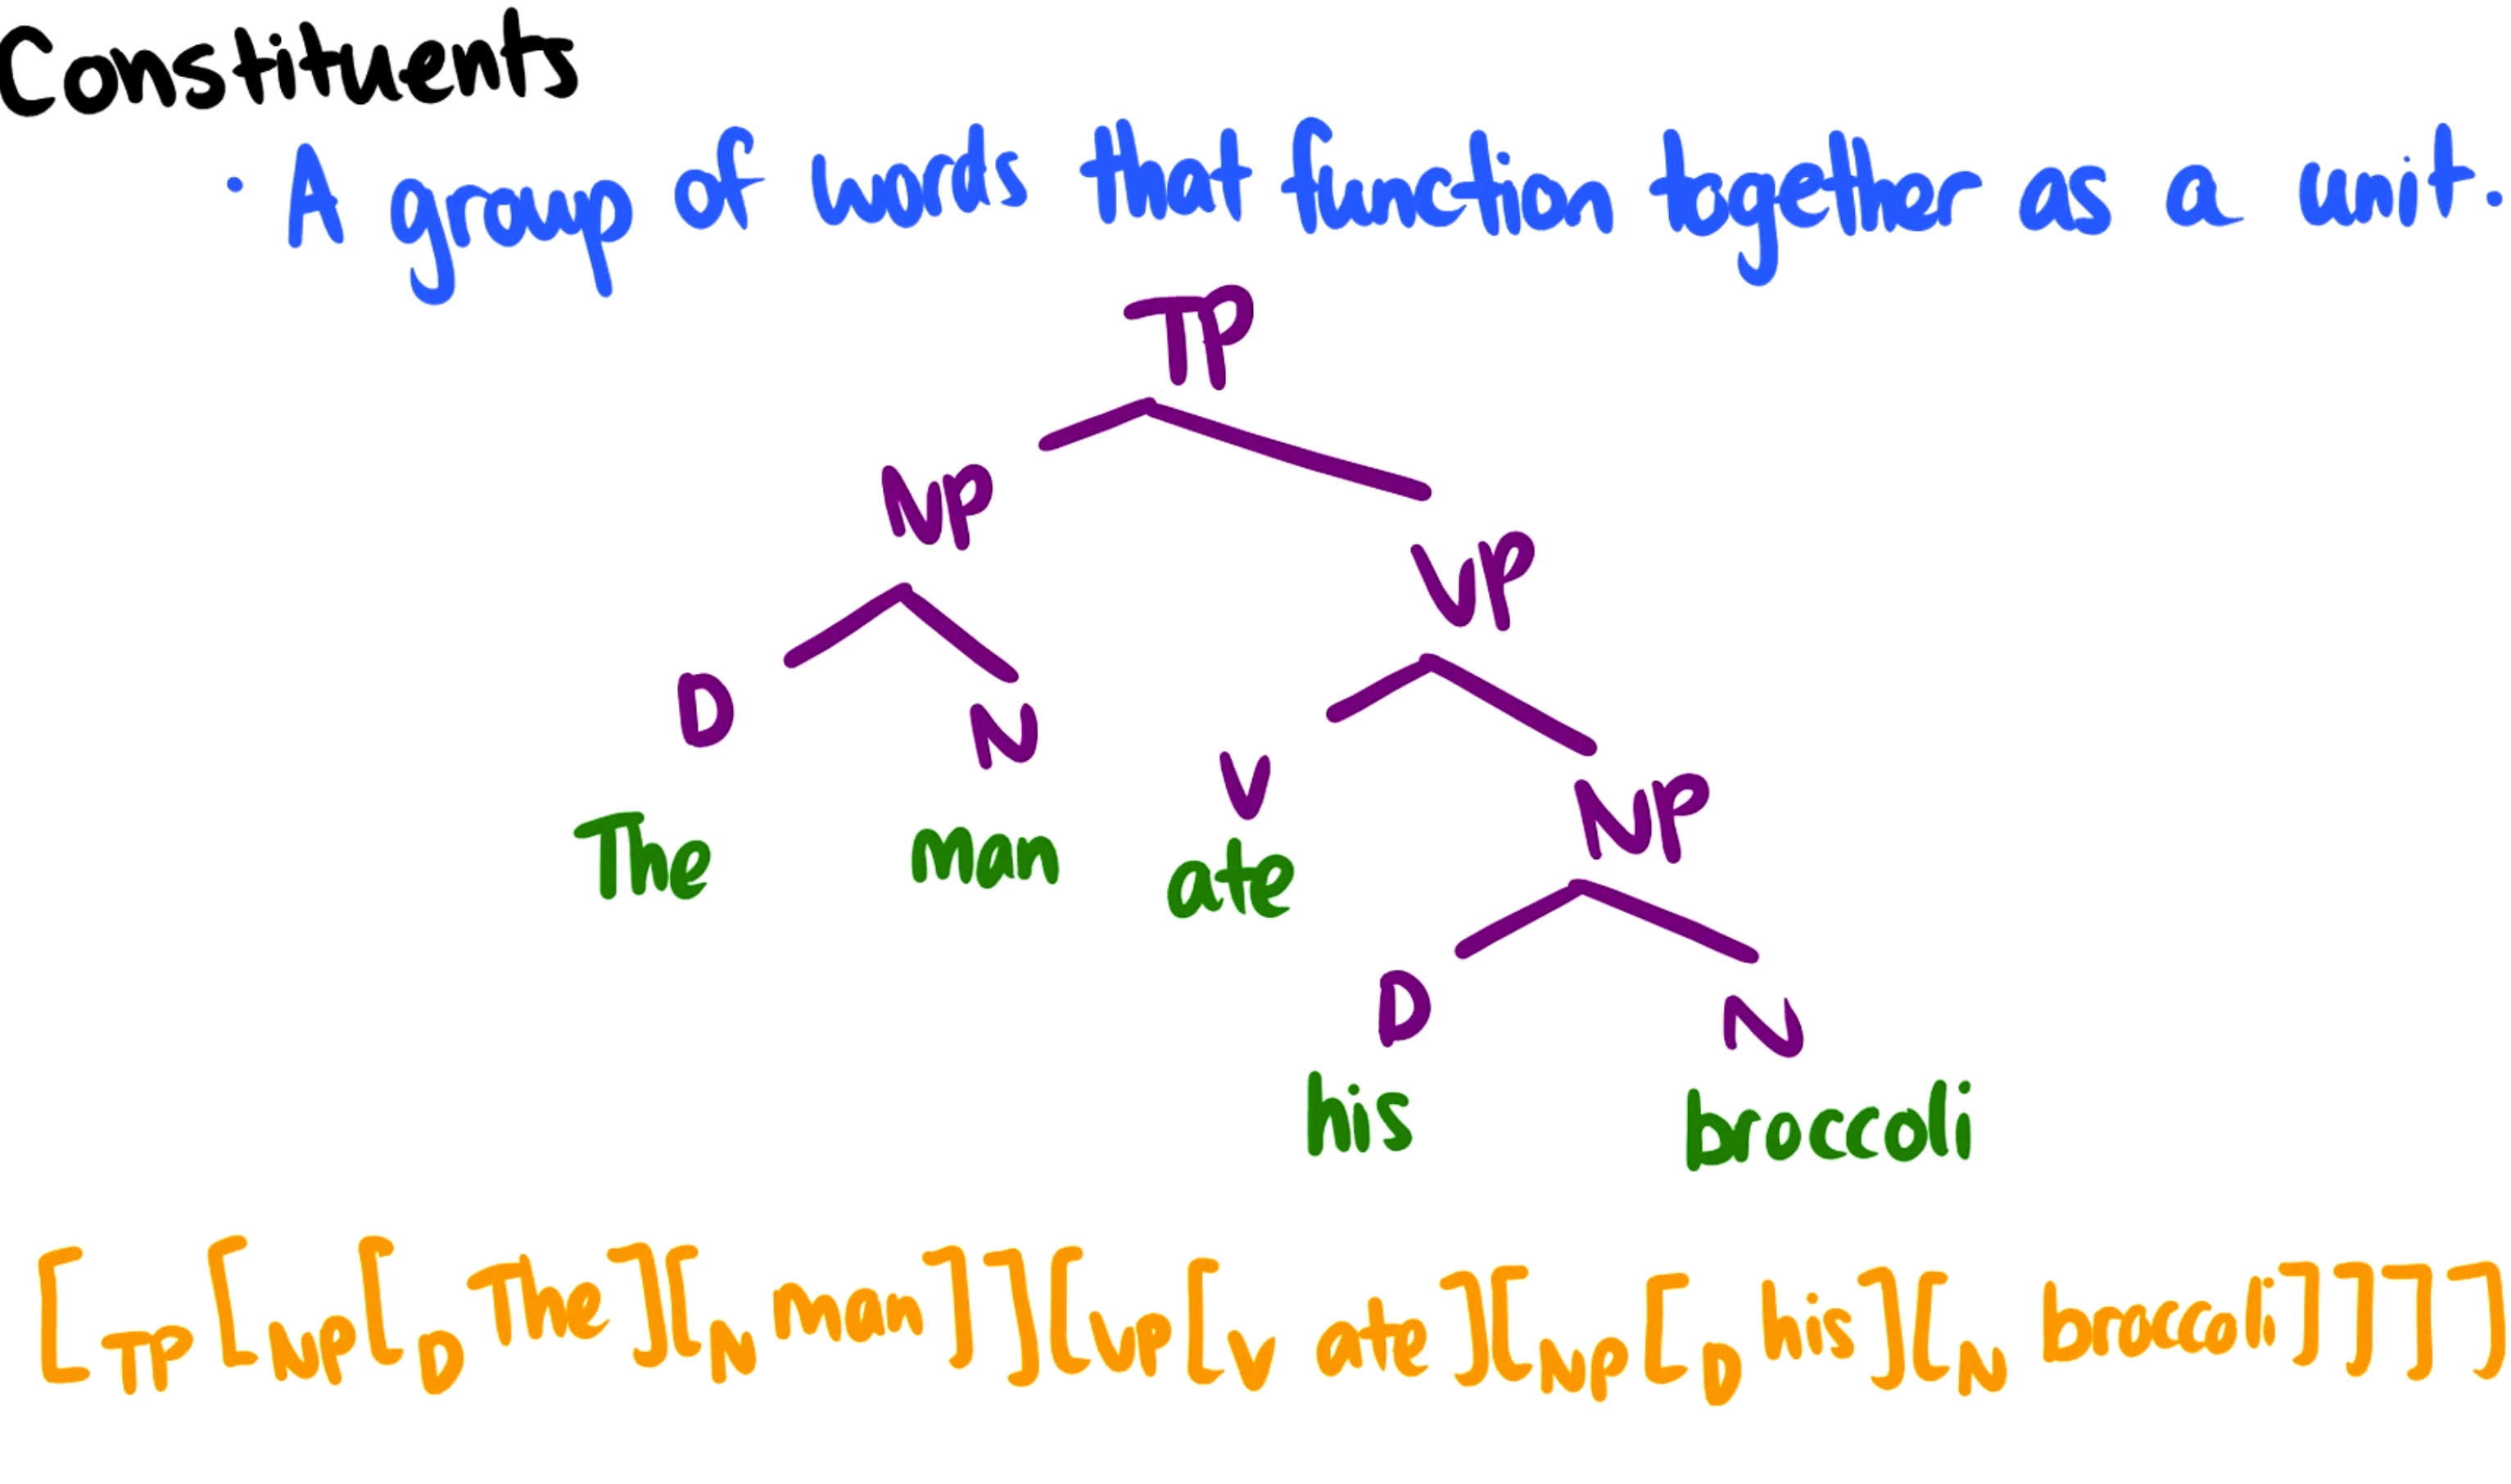 Constituents
· A group of words that function together as a unit.
TP
NP
VP
D N
V NP
The man ate
D N
his broccoli
[TP[NP[D The][N man]][VP[V ate][NP[D his][N broccoli]]]]